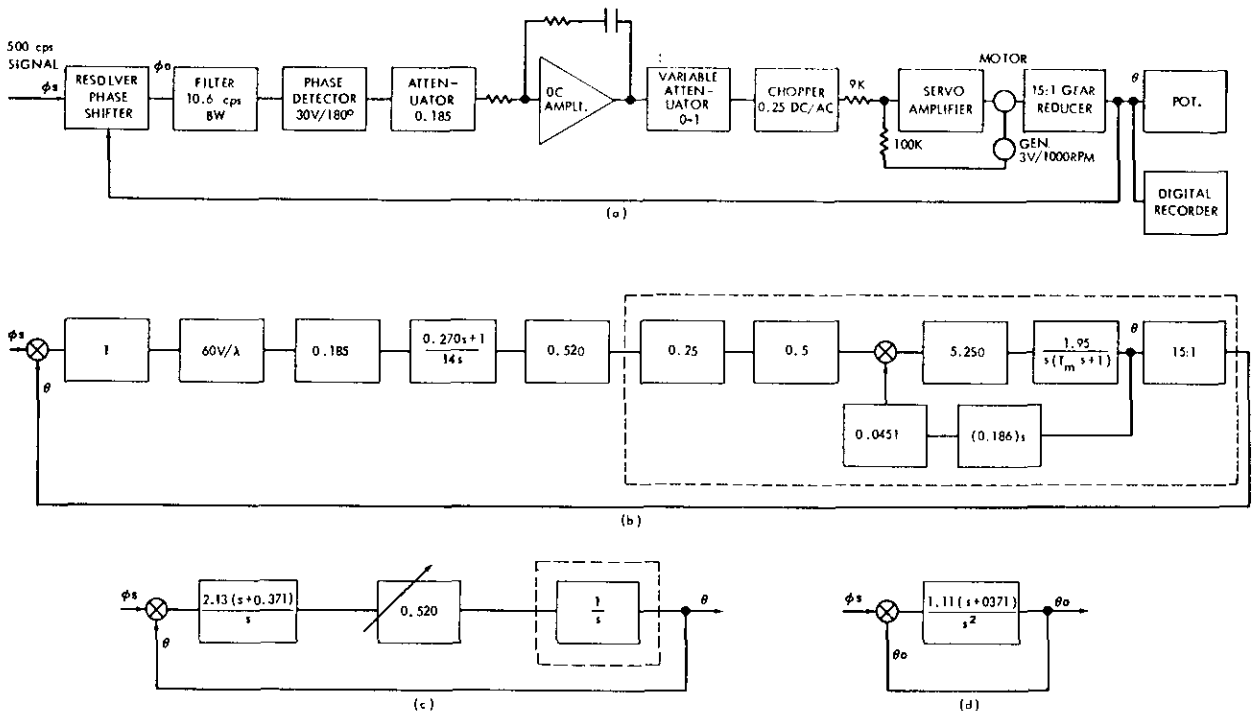 500 cps
SIGNAL
ϕs
RESOLVER
PHASE
SHIFTER
ϕo
FILTER
10.6 cps
BW
PHASE
DETECTOR
30V/180°
ATTEN-
UATOR
0.185
DC
AMPLI.
VARIABLE
ATTEN-
UATOR
0-1
CHOPPER
0.25 DC/AC
9K
100K
SERVO
AMPLIFIER
MOTOR
GEN.
3V/1000RPM
15:1 GEAR
REDUCER
θ
POT.
DIGITAL
RECORDER
(a)
ϕs
θ
1
60V/λ
0.185
0.270s+1
14s
0.520
0.25
0.5
5.250
1.95
s(Tm s+1)
θ
15:1
0.0451
(0.186)s
(b)
ϕs
θ
2.13(s+0.371)
s
0.520
1
s
θ
(c)
ϕs
θo
1.11(s+0371)
s²
θo
(d)